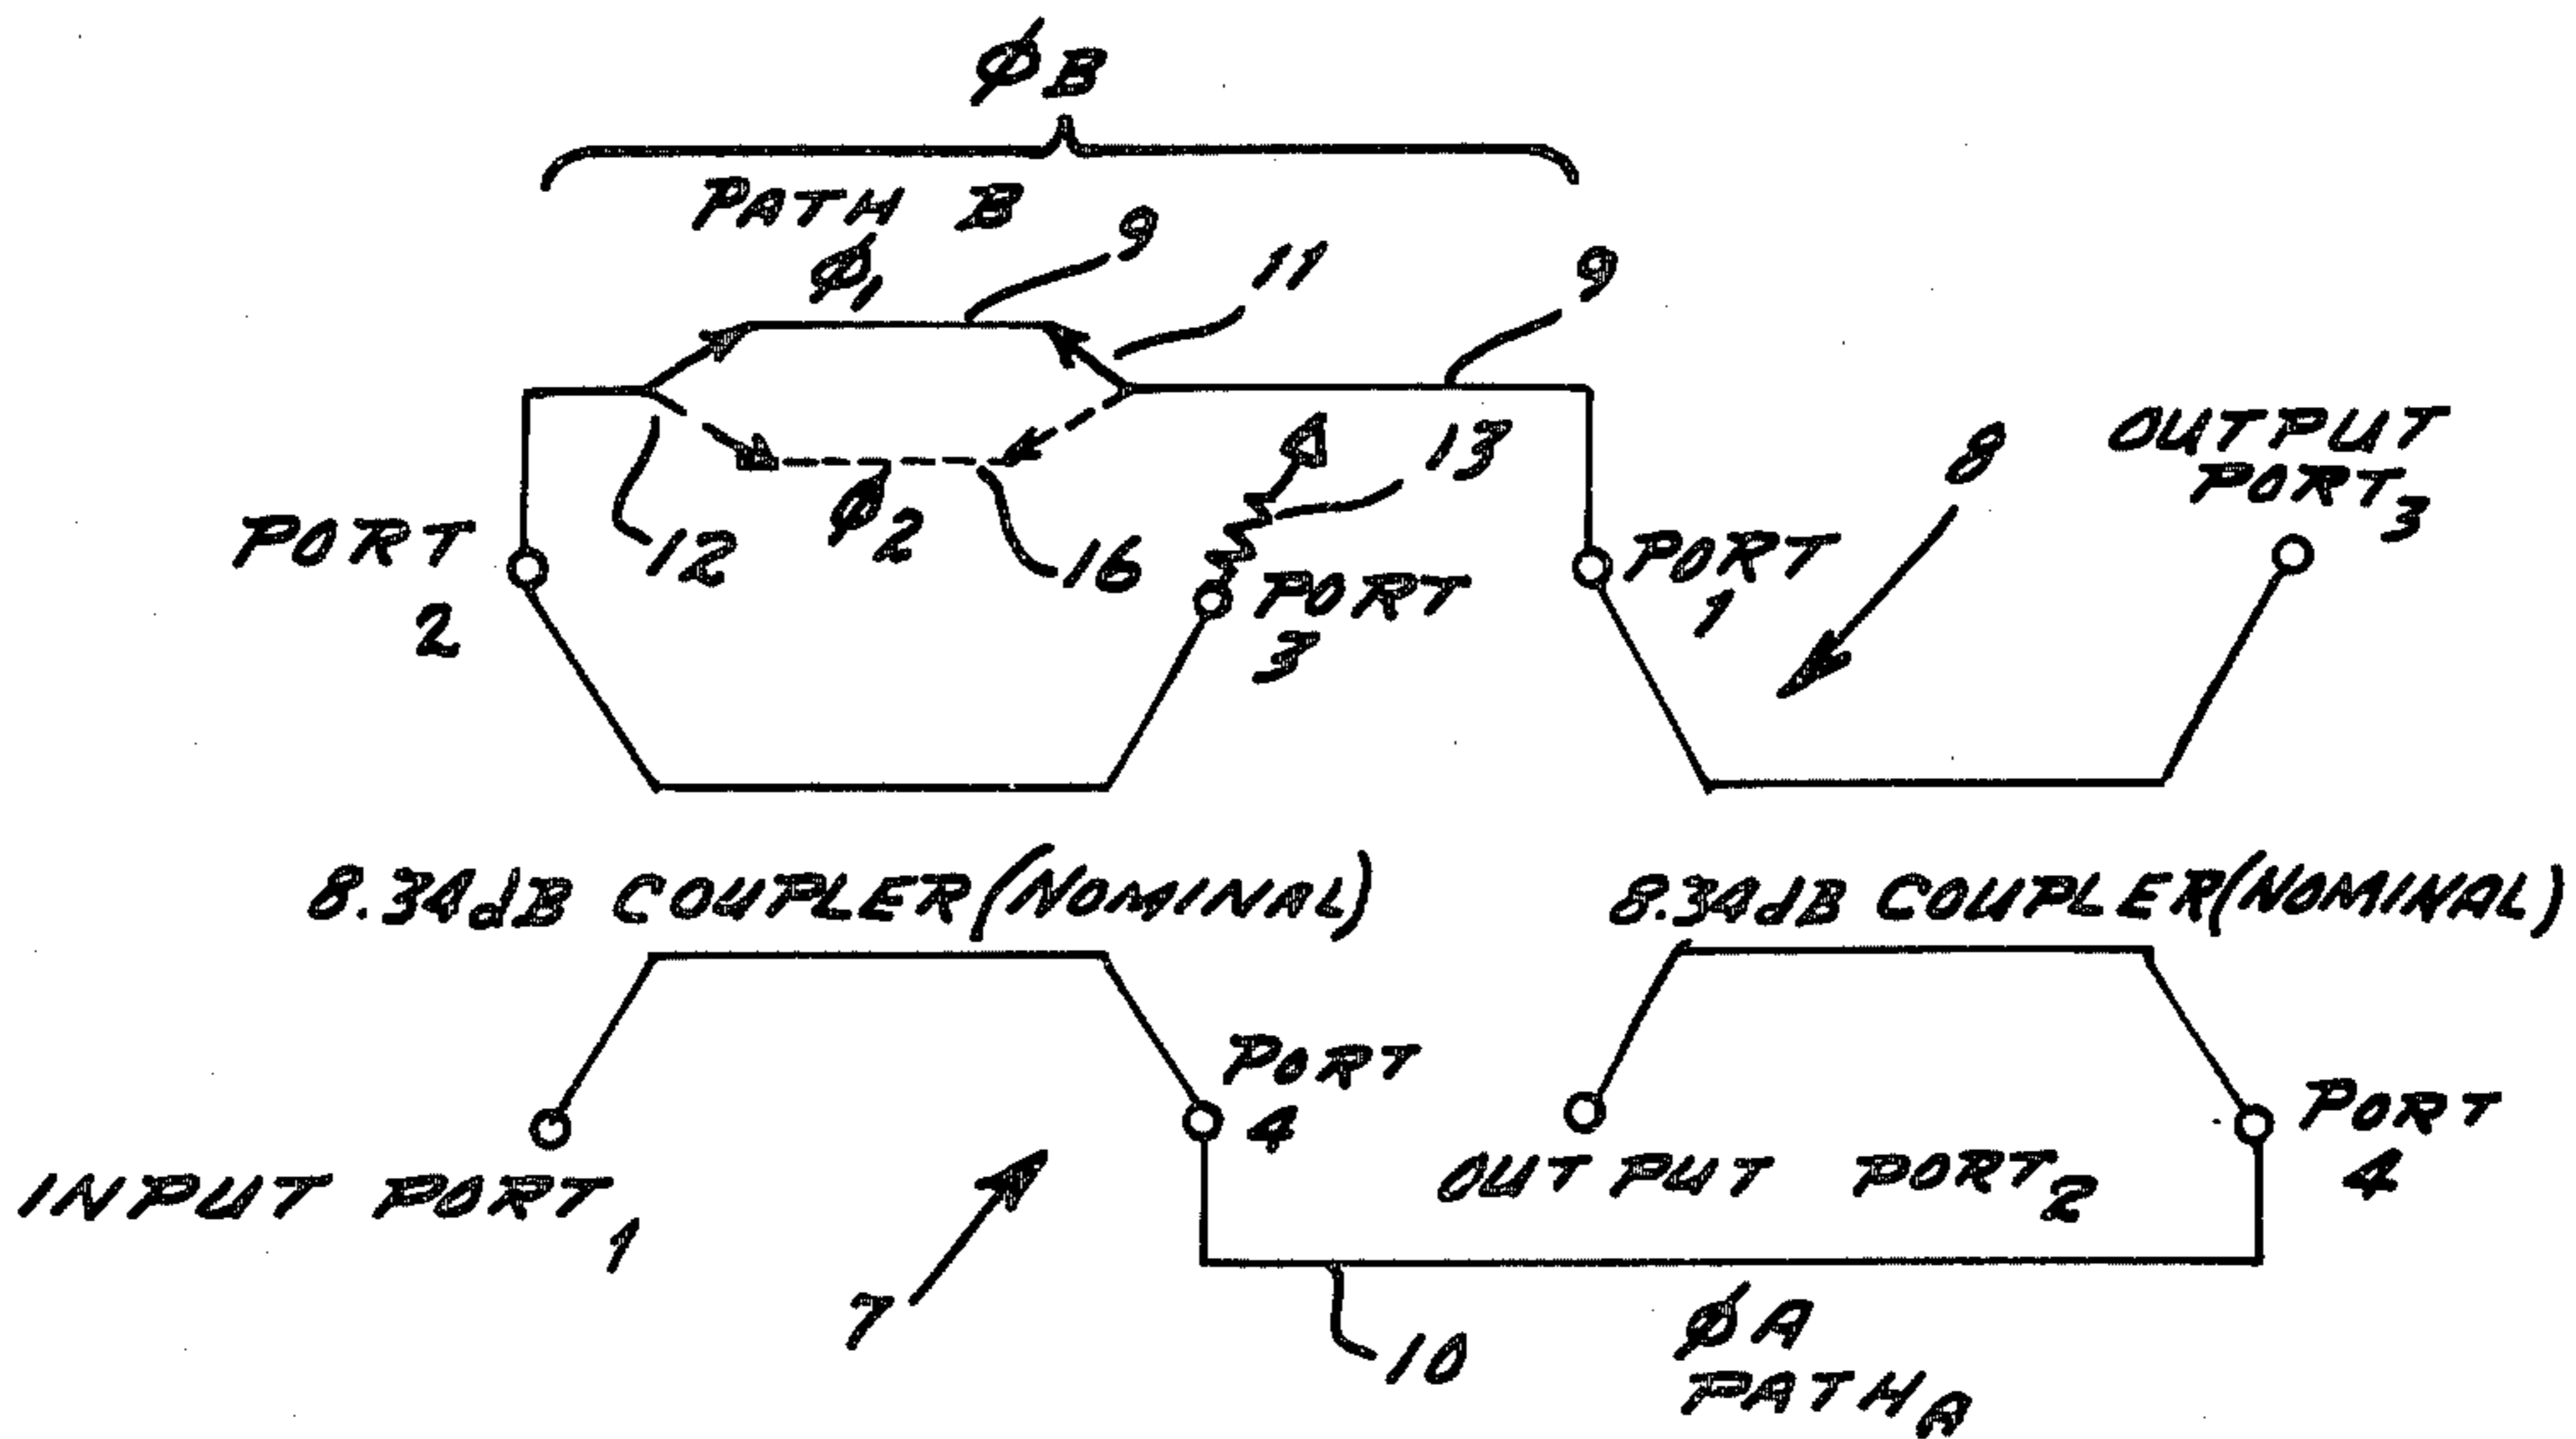 ϕB
PATH B
ϕ1
9
11
9
13
8
OUTPUT
PORT3
PORT
2
12
ϕ2
16
PORT
3
PORT
1
8.34dB COUPLER (NOMINAL)
8.34dB COUPLER (NOMINAL)
PORT
4
PORT
4
INPUT PORT1
OUTPUT PORT2
7
10
ϕA
PATHA